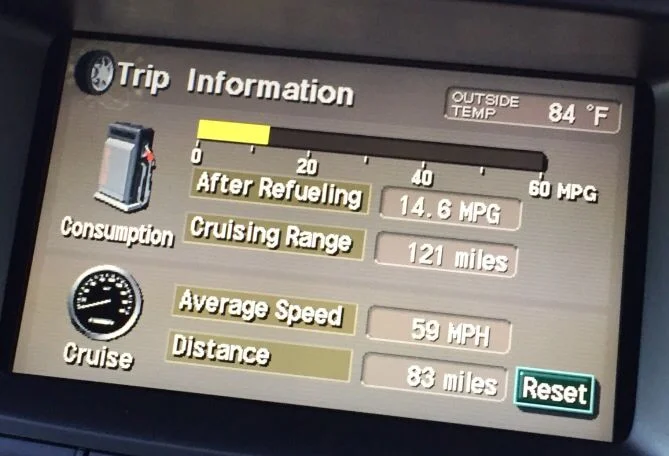 Trip Information
OUTSIDE TEMP 84 °F
0 20 40 60 MPG
Consumption
After Refueling 14.6 MPG
Cruising Range 121 miles
Cruise
Average Speed 59 MPH
Distance 83 miles Reset